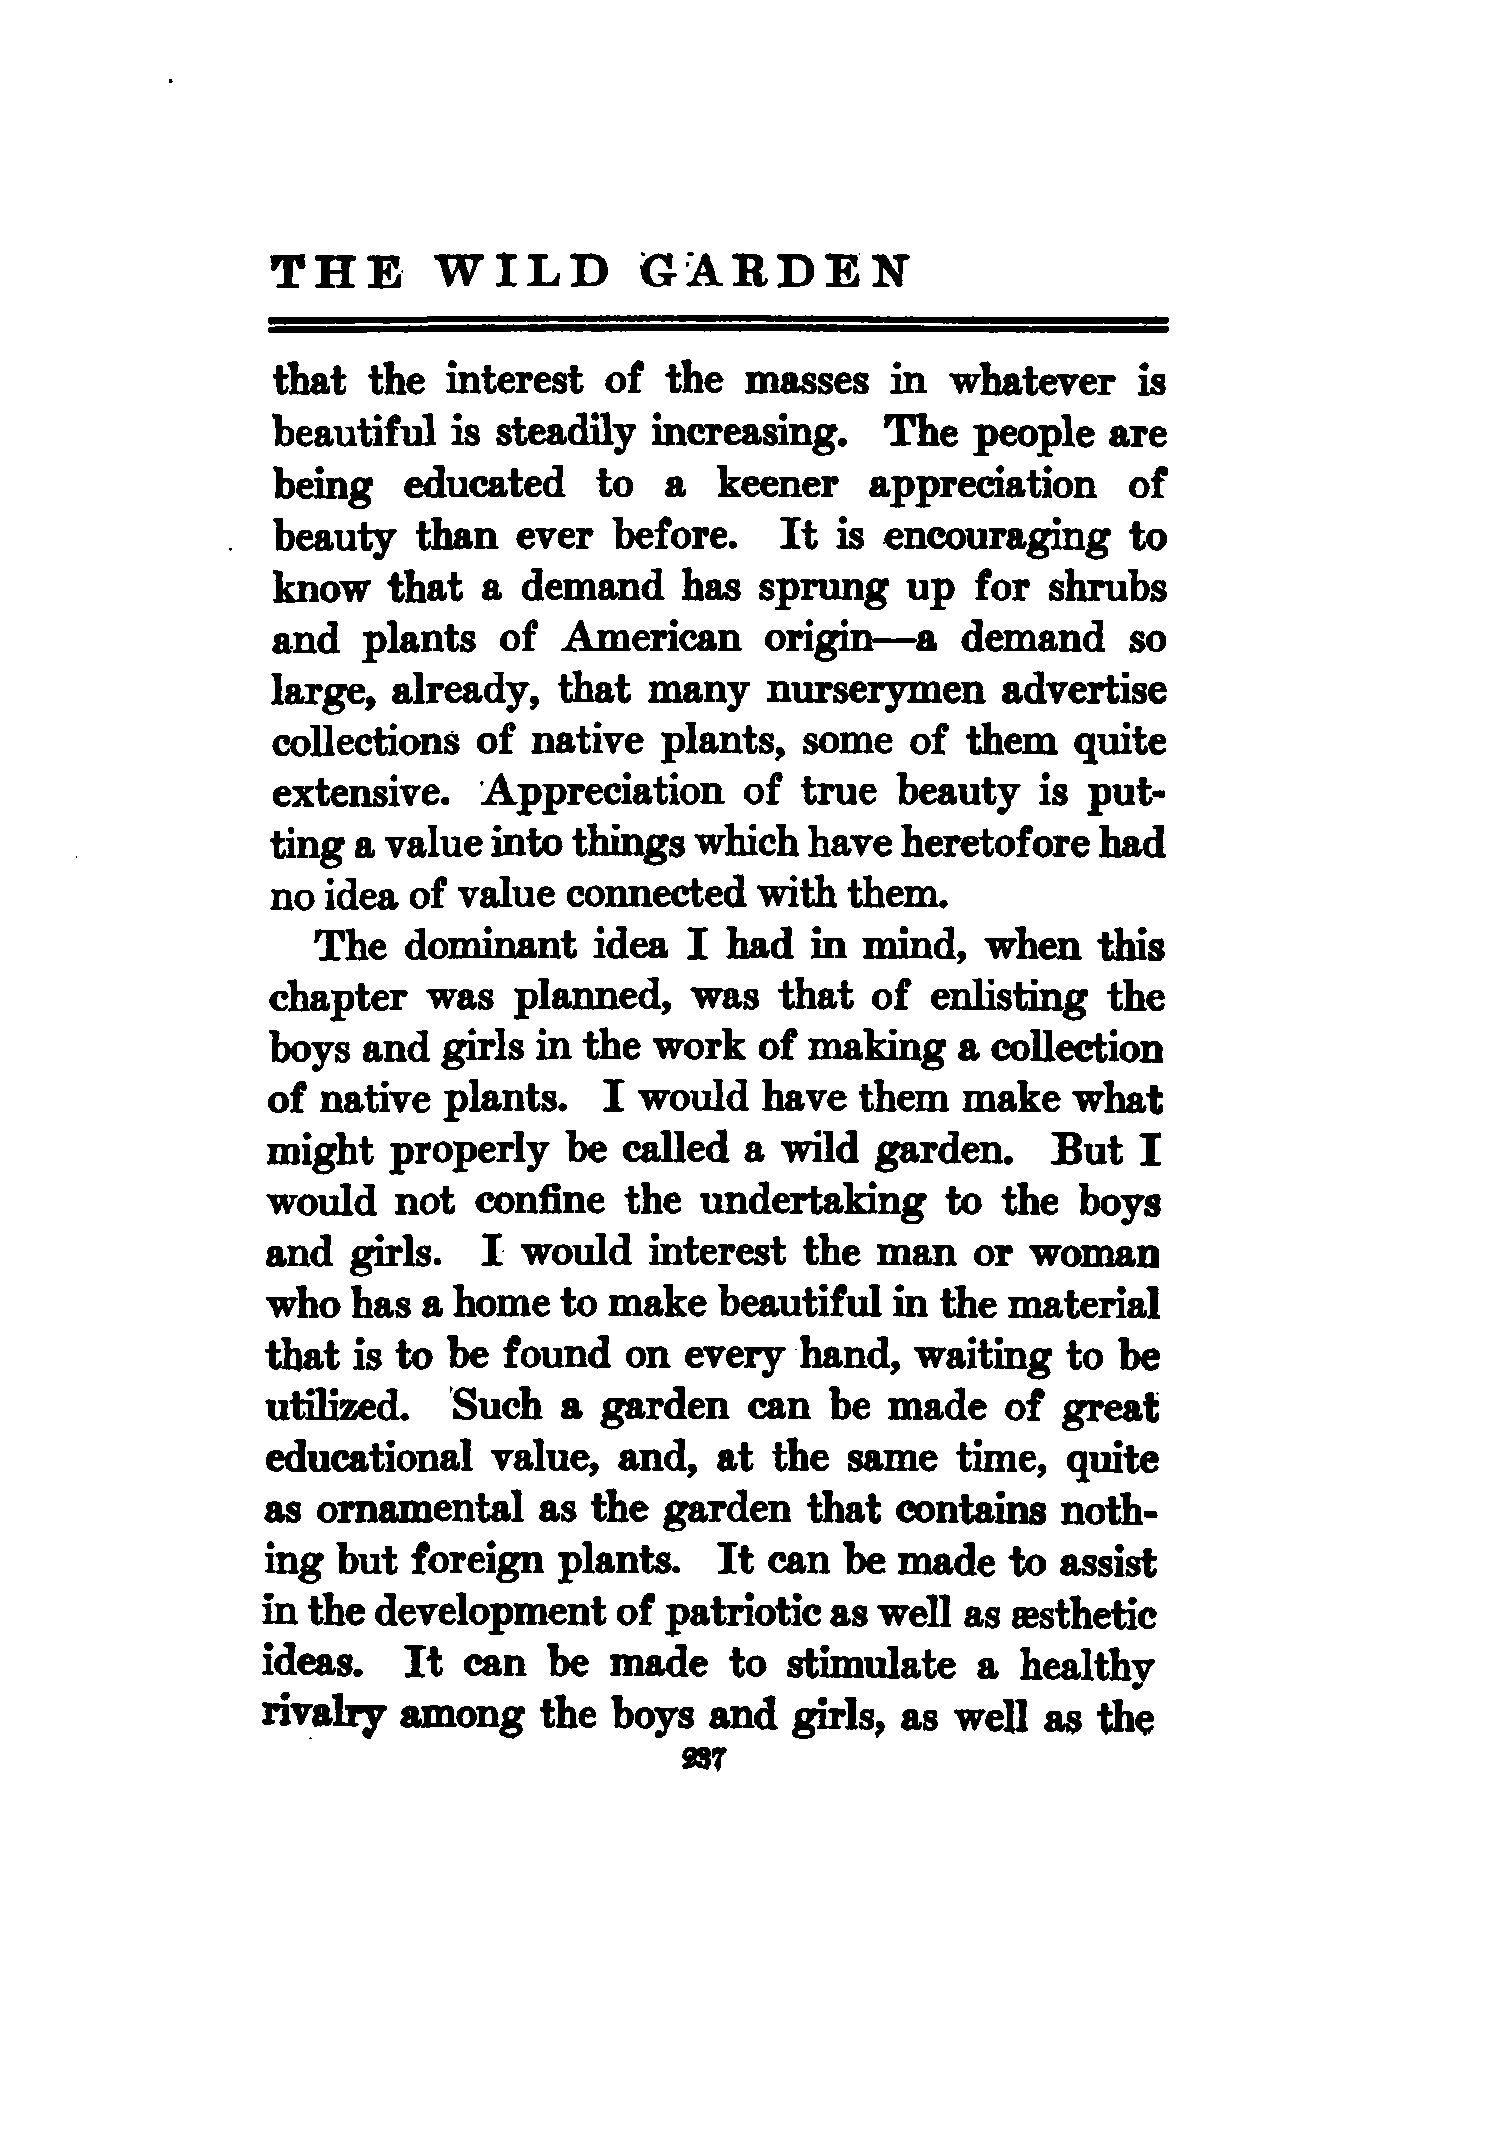 THE WILD GARDEN
that the interest of the masses in whatever is
beautiful is steadily increasing. The people are
being educated to a keener appreciation of
beauty than ever before. It is encouraging to
know that a demand has sprung up for shrubs
and plants of American origin—a demand so
large, already, that many nurserymen advertise
collections of native plants, some of them quite
extensive. Appreciation of true beauty is put-
ting a value into things which have heretofore had
no idea of value connected with them.
The dominant idea I had in mind, when this
chapter was planned, was that of enlisting the
boys and girls in the work of making a collection
of native plants. I would have them make what
might properly be called a wild garden. But I
would not confine the undertaking to the boys
and girls. I would interest the man or woman
who has a home to make beautiful in the material
that is to be found on every hand, waiting to be
utilized. Such a garden can be made of great
educational value, and, at the same time, quite
as ornamental as the garden that contains noth-
ing but foreign plants. It can be made to assist
in the development of patriotic as well as æsthetic
ideas. It can be made to stimulate a healthy
rivalry among the boys and girls, as well as the
237